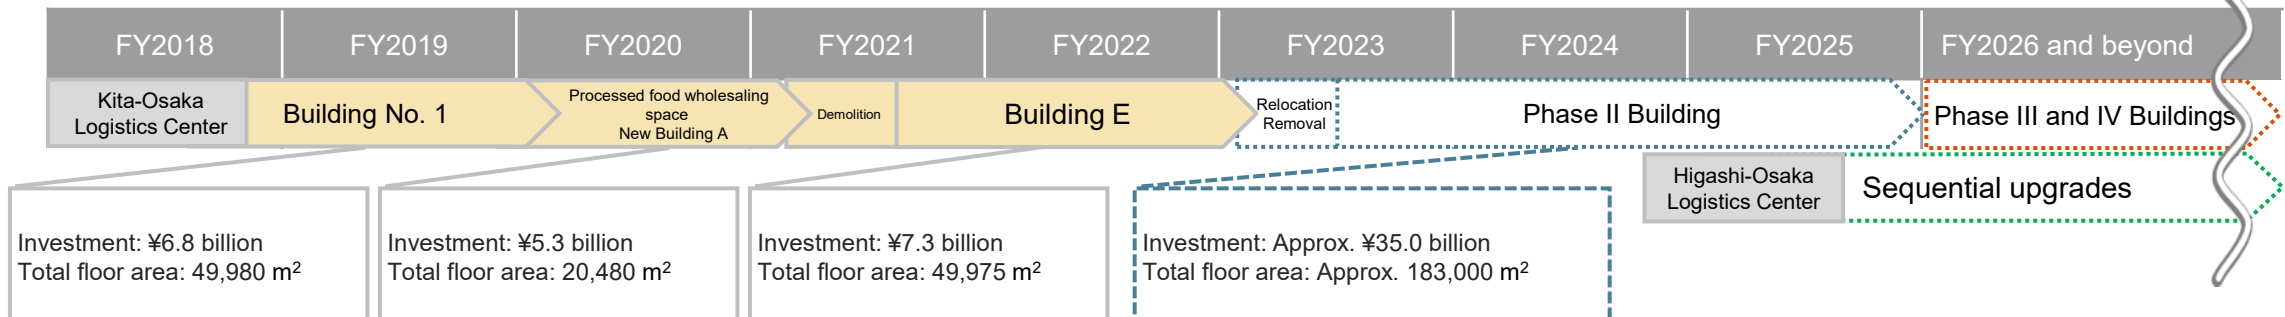 FY2018
FY2019
FY2020
FY2021
FY2022
FY2023
FY2024
FY2025
FY2026 and beyond
Kita-Osaka
Logistics Center
Building No. 1
Processed food wholesaling
space
New Building A
Demolition
Building E
Relocation
Removal
Phase II Building
Phase III and IV Buildings
Higashi-Osaka
Logistics Center
Sequential upgrades
Investment: ¥6.8 billion
Total floor area: 49,980 m²
Investment: ¥5.3 billion
Total floor area: 20,480 m²
Investment: ¥7.3 billion
Total floor area: 49,975 m²
Investment: Approx. ¥35.0 billion
Total floor area: Approx. 183,000 m²